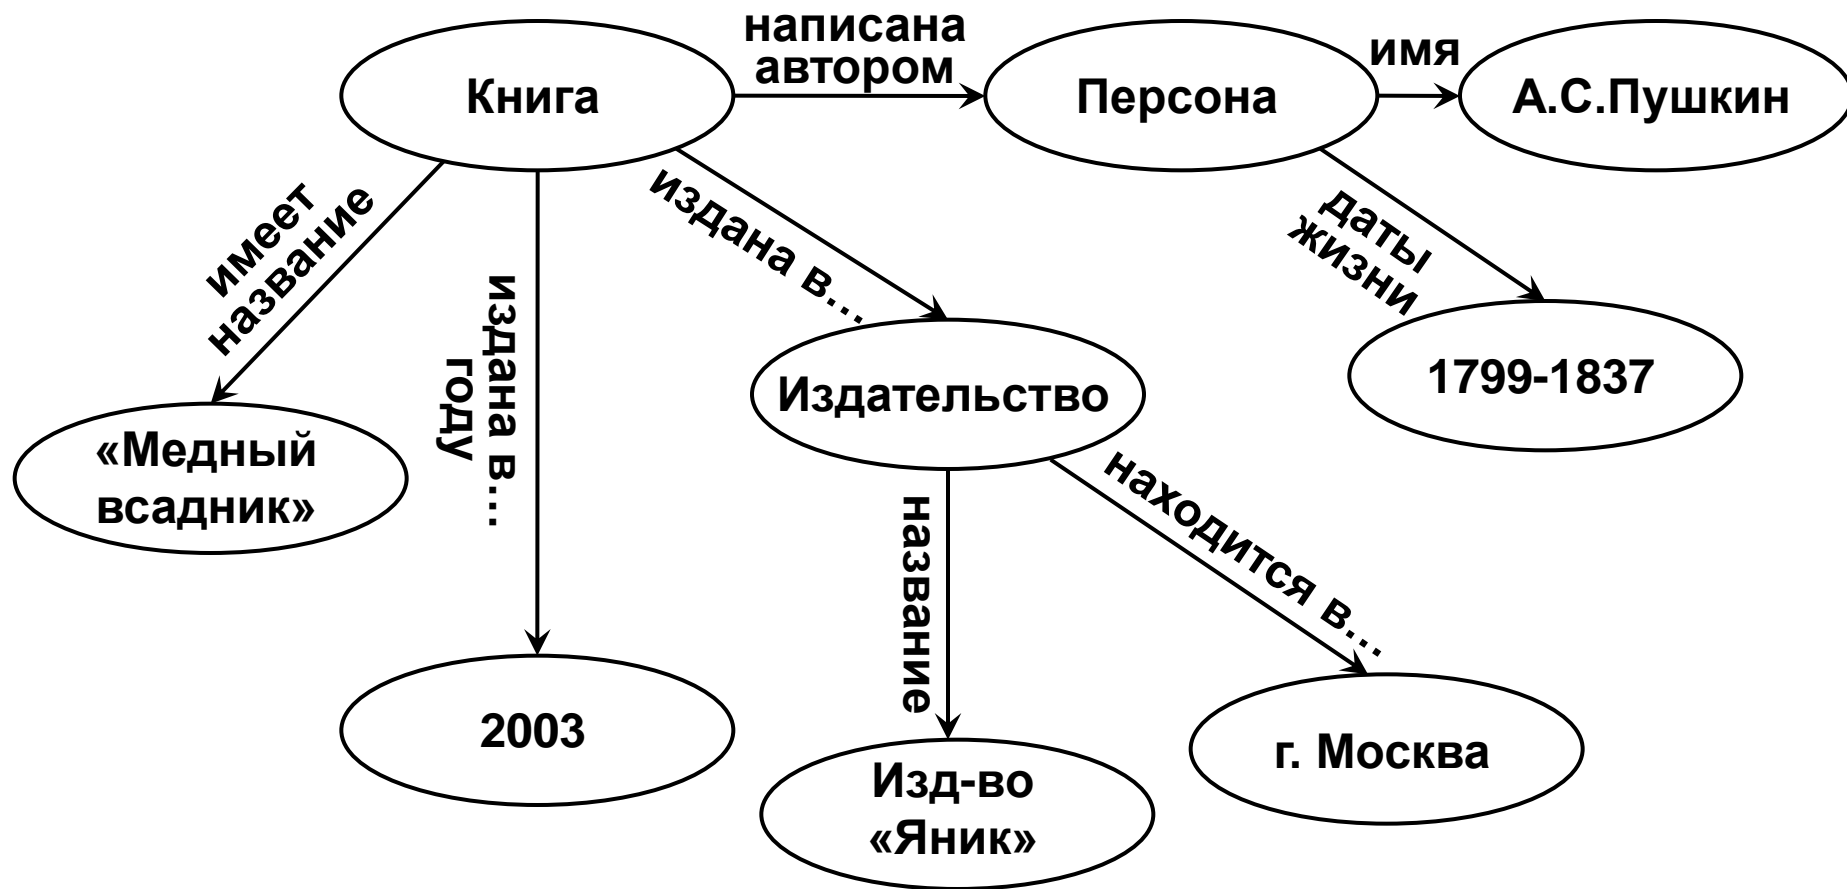 написана
автором
имя
Книга
Персона
А.С.Пушкин
имеет
название
издана в…
году
издана в…
даты
жизни
«Медный
всадник»
Издательство
1799-1837
название
находится в…
2003
Изд-во
«Яник»
г. Москва